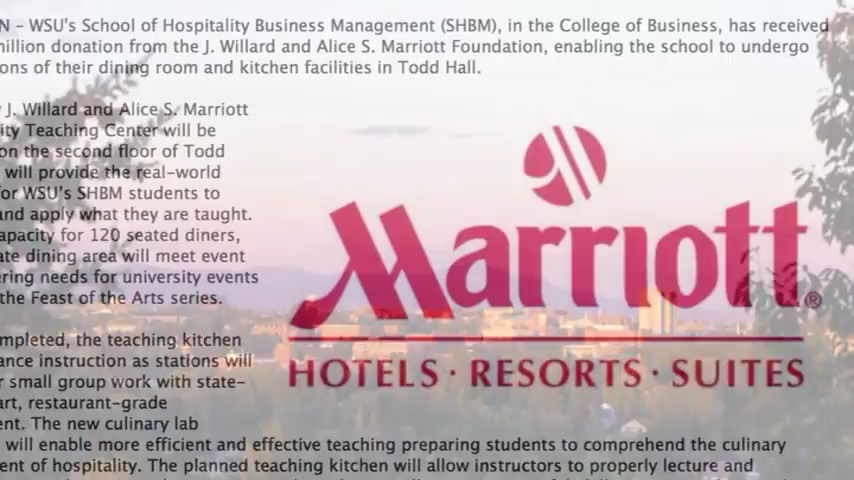 N – WSU's School of Hospitality Business Management (SHBM), in the College of Business, has received
million donation from the J. Willard and Alice S. Marriott Foundation, enabling the school to undergo
ons of their dining room and kitchen facilities in Todd Hall.
J. Willard and Alice S. Marriott
ity Teaching Center will be
on the second floor of Todd
will provide the real-world
for WSU's SHBM students to
and apply what they are taught.
apacity for 120 seated diners,
ate dining area will meet event
ering needs for university events
the Feast of the Arts series.
Marriott®
HOTELS · RESORTS · SUITES
mpleted, the teaching kitchen
ance instruction as stations will
r small group work with state-
art, restaurant-grade
ent. The new culinary lab
will enable more efficient and effective teaching preparing students to comprehend the culinary
ent of hospitality. The planned teaching kitchen will allow instructors to properly lecture and